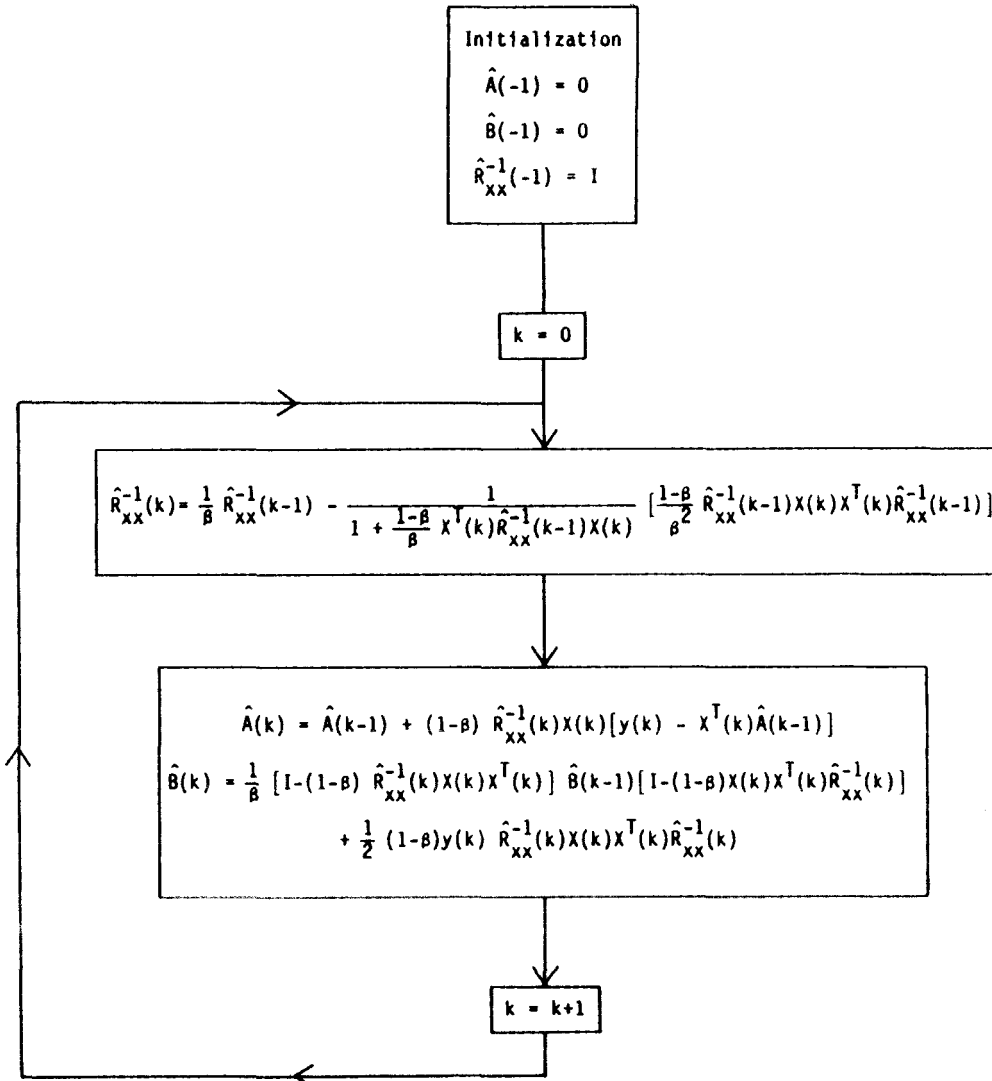 Initialization
Â(-1) = 0
B̂(-1) = 0
R̂⁻¹ₓₓ(-1) = I
k = 0
R̂⁻¹ₓₓ(k)= 1/β R̂⁻¹ₓₓ(k-1) - 1/(1 + (1-β)/β Xᵀ(k)R̂⁻¹ₓₓ(k-1)X(k)) [(1-β)/β² R̂⁻¹ₓₓ(k-1)X(k)Xᵀ(k)R̂⁻¹ₓₓ(k-1)]
Â(k) = Â(k-1) + (1-β) R̂⁻¹ₓₓ(k)X(k)[y(k) - Xᵀ(k)Â(k-1)]
B̂(k) = 1/β [I-(1-β) R̂⁻¹ₓₓ(k)X(k)Xᵀ(k)] B̂(k-1)[I-(1-β)X(k)Xᵀ(k)R̂⁻¹ₓₓ(k)]
+ 1/2 (1-β)y(k) R̂⁻¹ₓₓ(k)X(k)Xᵀ(k)R̂⁻¹ₓₓ(k)
k = k+1